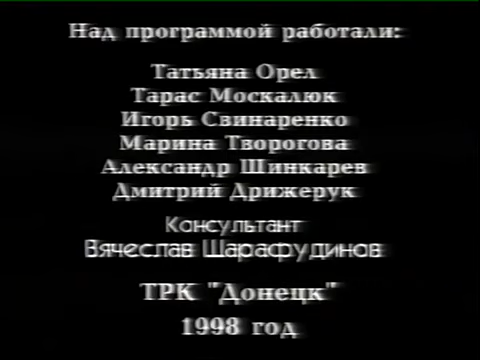 Над программой работали:
Татьяна Орел
Тарас Москалюк
Игорь Свинаренко
Марина Творогова
Александр Шинкарев
Дмитрий Дрижерук
Консультант
Вячеслав Шарафудинов
ТРК "Донецк"
1998 год